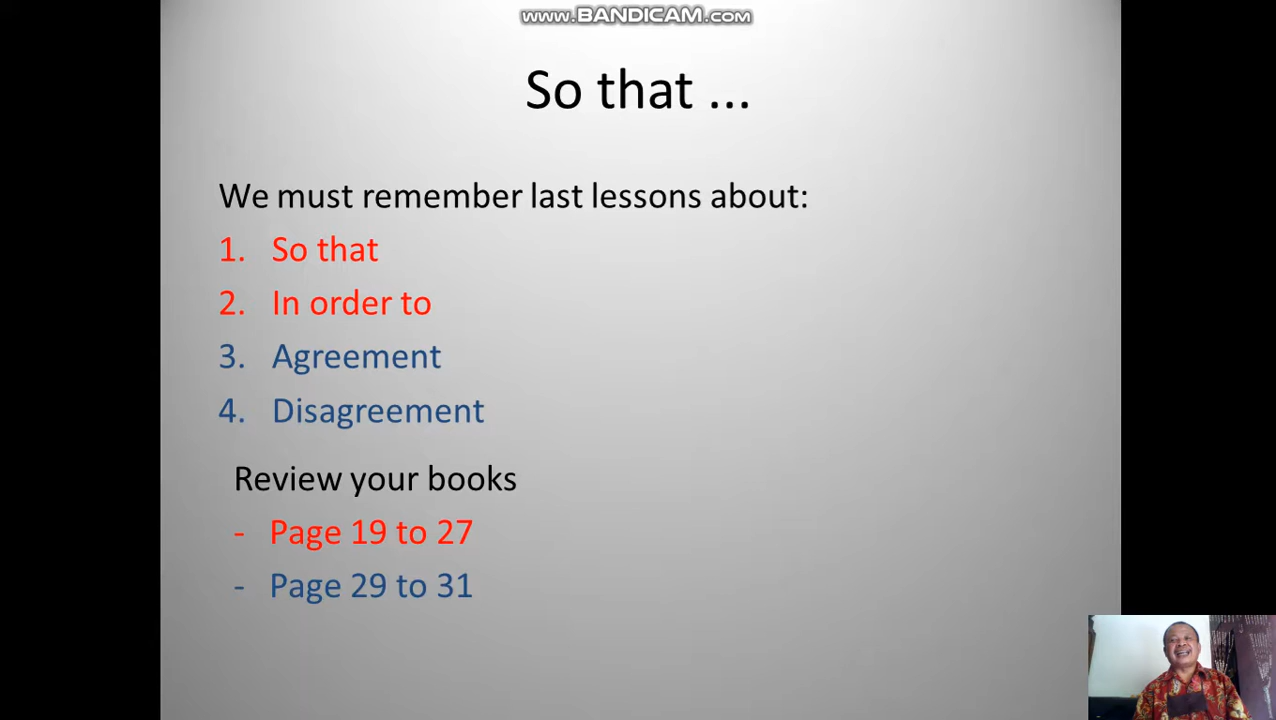 www.BANDICAM.com
So that ...
We must remember last lessons about:
1. So that
2. In order to
3. Agreement
4. Disagreement
Review your books
- Page 19 to 27
- Page 29 to 31